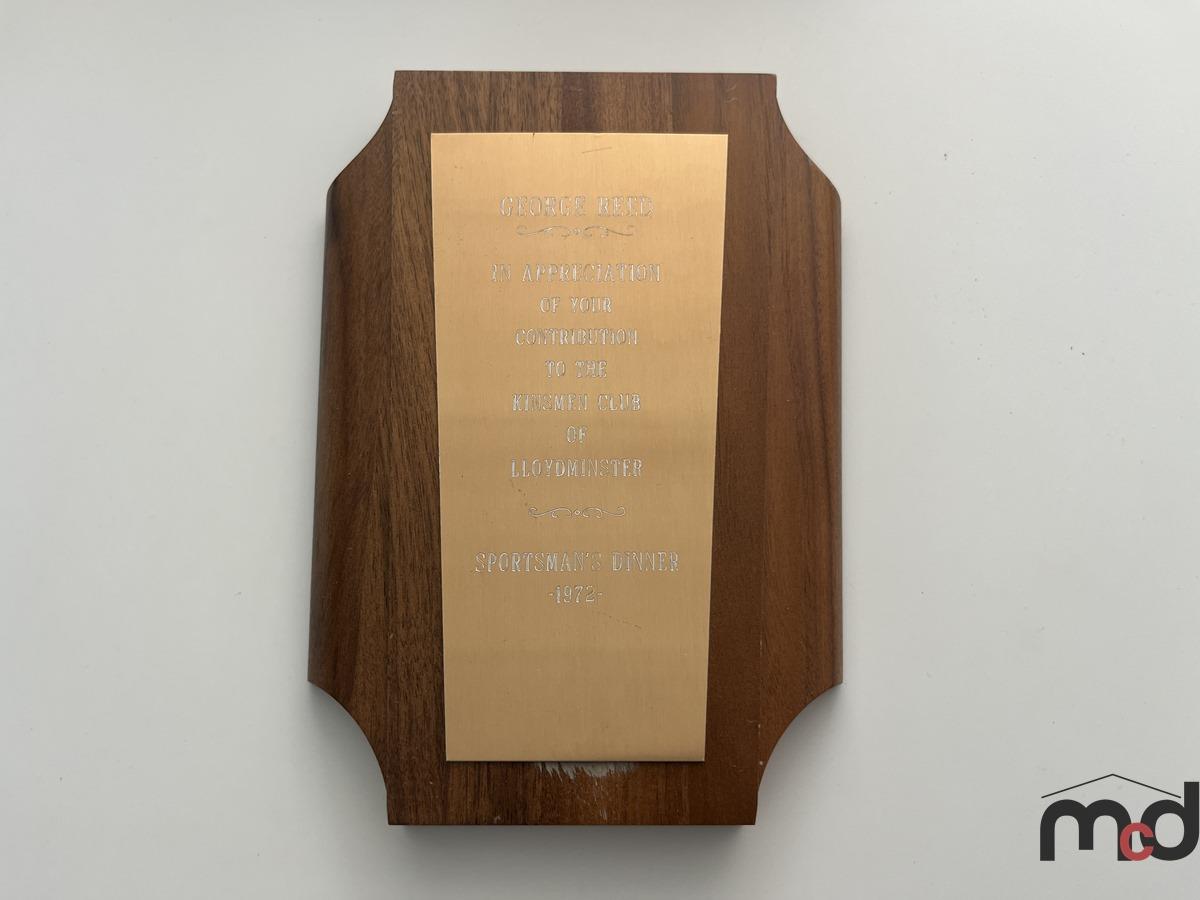 GEORGE REED
IN APPRECIATION
OF YOUR
CONTRIBUTION
TO THE
KINSMEN CLUB
OF
LLOYDMINSTER
SPORTSMAN'S DINNER
-1972-
mcd